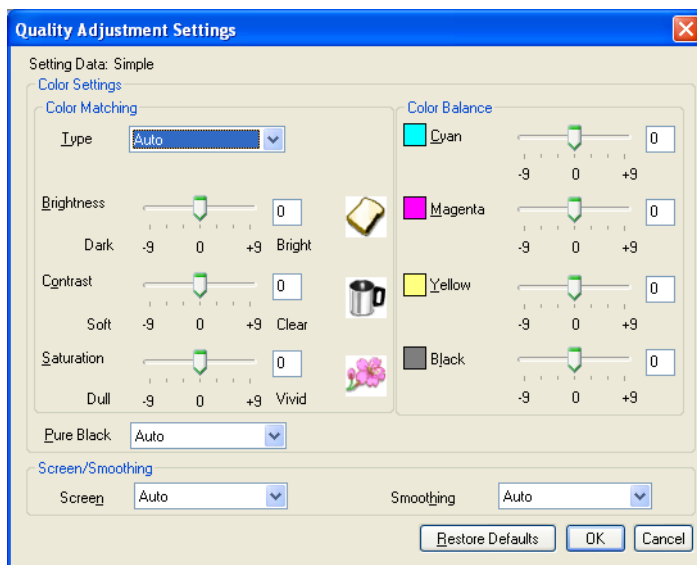 Quality Adjustment Settings
Setting Data: Simple
Color Settings
Color Matching
Type Auto
Brightness 0
Dark -9 0 +9 Bright
Contrast 0
Soft -9 0 +9 Clear
Saturation 0
Dull -9 0 +9 Vivid
Color Balance
Cyan 0
-9 0 +9
Magenta 0
-9 0 +9
Yellow 0
-9 0 +9
Black 0
-9 0 +9
Pure Black Auto
Screen/Smoothing
Screen Auto Smoothing Auto
Restore Defaults OK Cancel